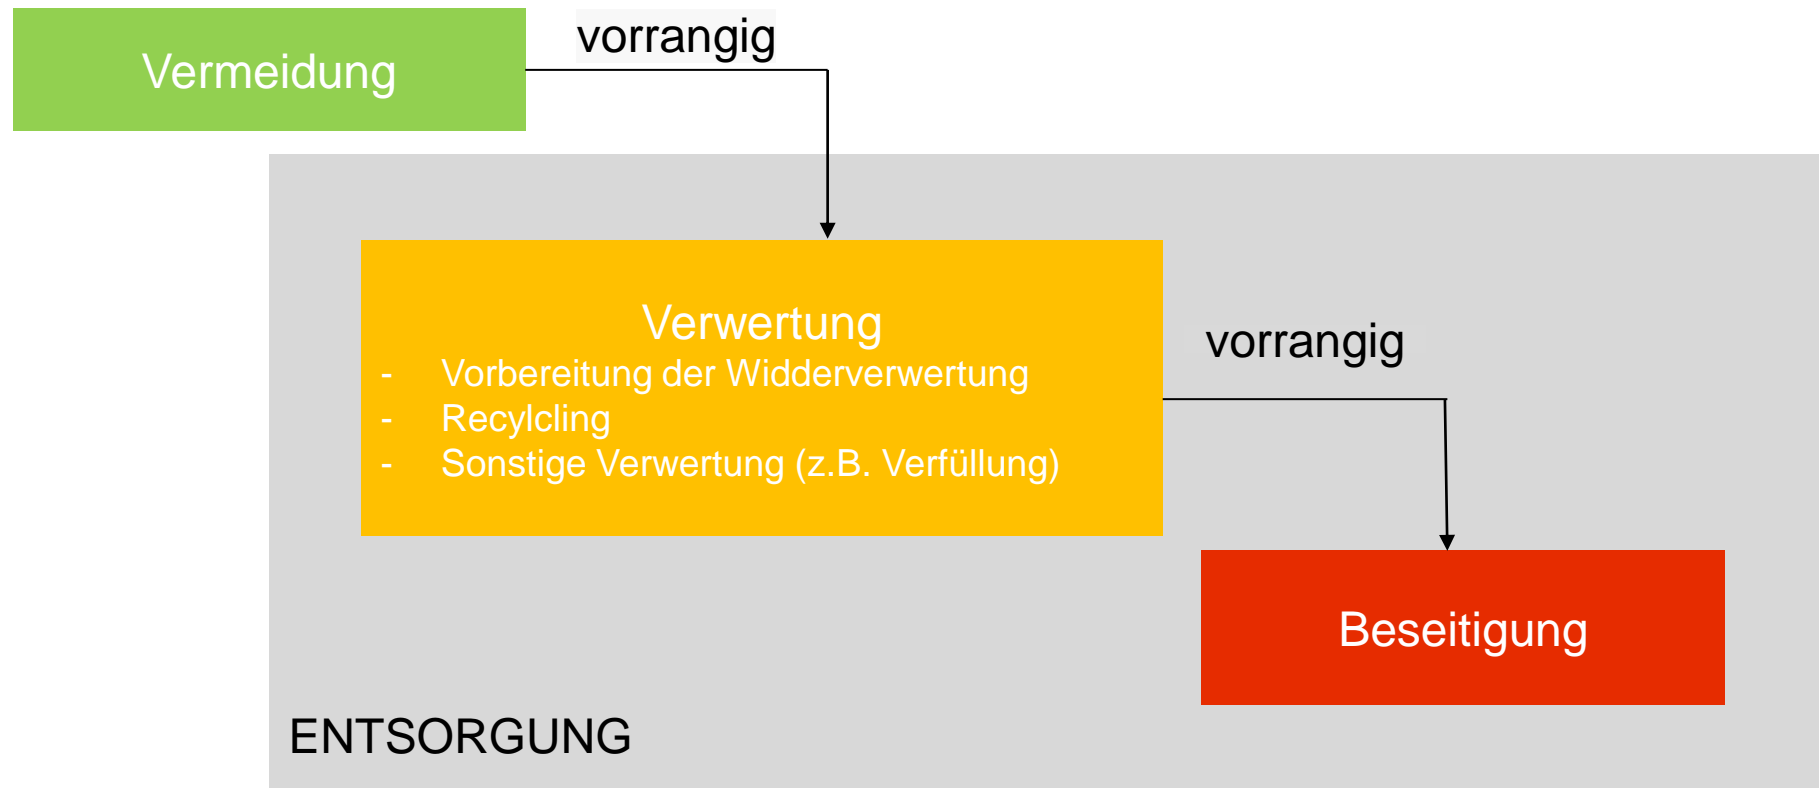 Vermeidung
vorrangig
Verwertung
- Vorbereitung der Widderverwertung
- Recylcling
- Sonstige Verwertung (z.B. Verfüllung)
vorrangig
Beseitigung
ENTSORGUNG